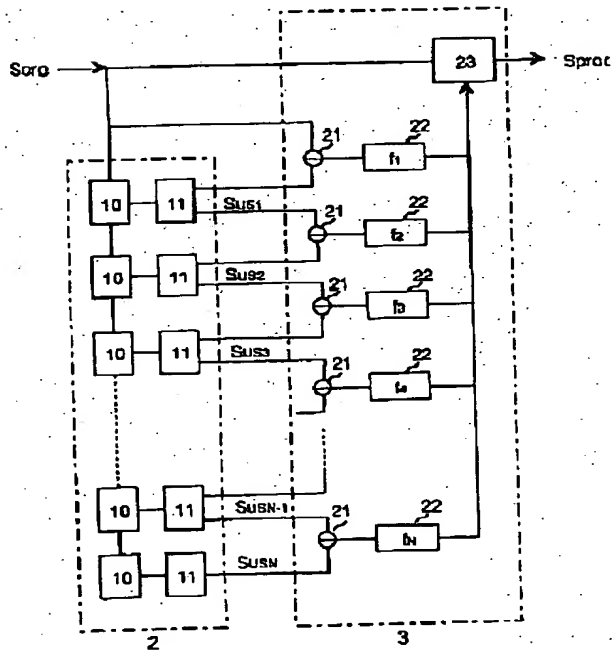 Sorg 23 Sproc
21 22
f1
10 11 SUS1 21 22
f2
10 11 SUS2 21 22
f3
10 11 SUS3 21 22
f4
10 11 SUSN-1 21 22
fN
10 11 SUSN
2 3